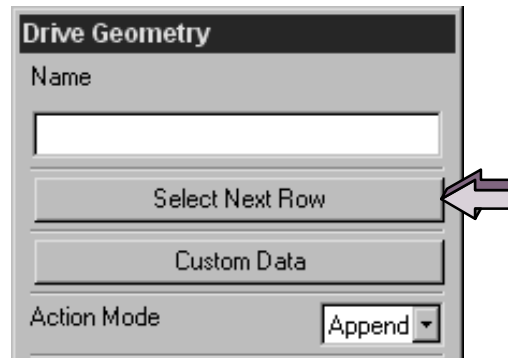 Drive Geometry
Name
Select Next Row
Custom Data
Action Mode Append